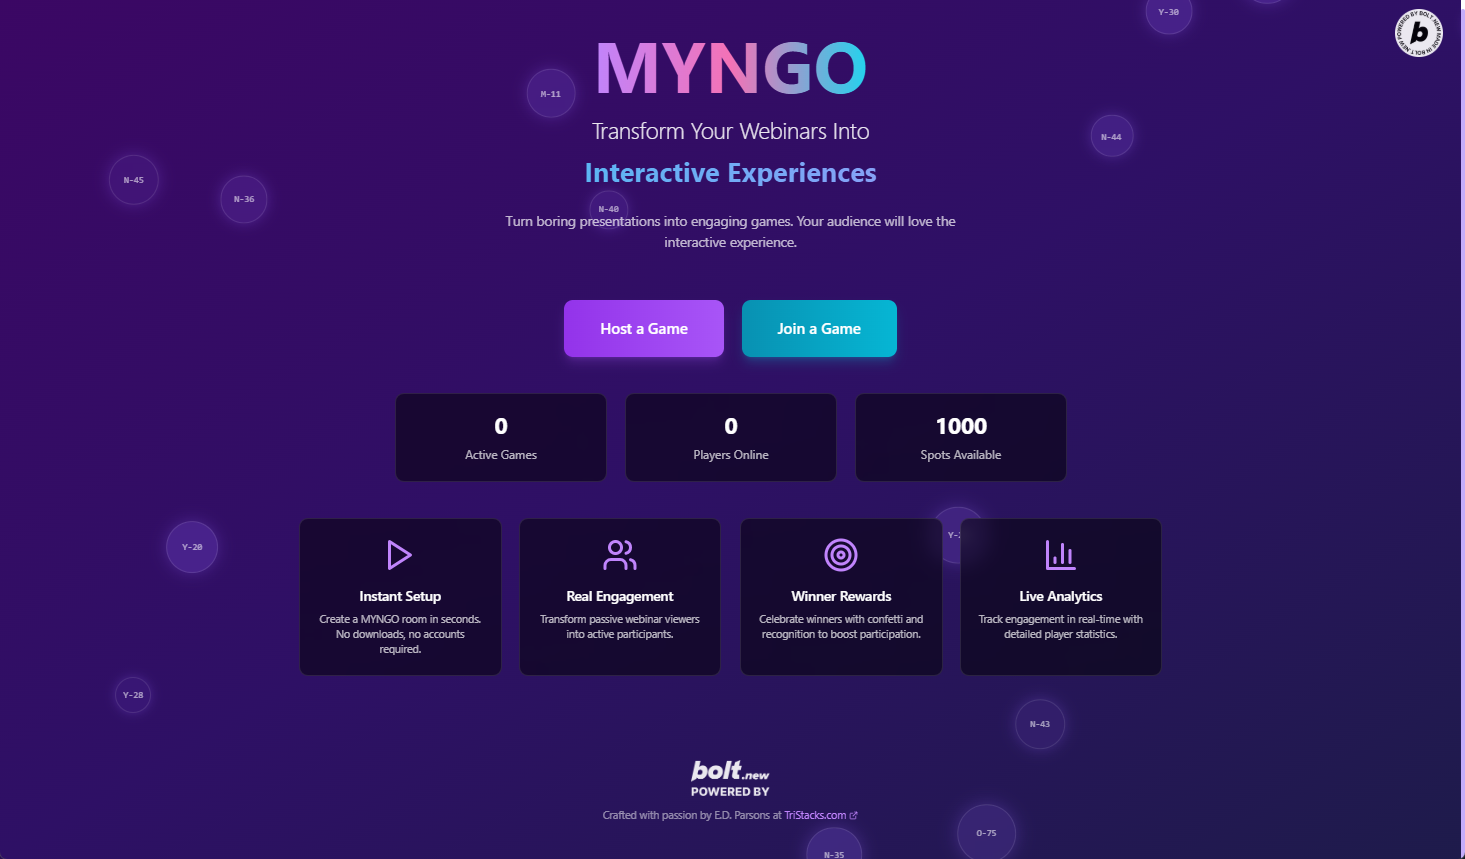 Y-30
POWERED BY BOLT.NEW MADE IN BOLT.NEW
b
MYNGO
M-11
Transform Your Webinars Into
N-44
Interactive Experiences
N-45
N-36
N-40
Turn boring presentations into engaging games. Your audience will love the
interactive experience.
Host a Game
Join a Game
0
Active Games
0
Players Online
1000
Spots Available
Y-20
Instant Setup
Create a MYNGO room in seconds.
No downloads, no accounts
required.
Real Engagement
Transform passive webinar viewers
into active participants.
Winner Rewards
Celebrate winners with confetti and
recognition to boost participation.
Live Analytics
Track engagement in real-time with
detailed player statistics.
Y-28
N-43
bolt.new
POWERED BY
Crafted with passion by E.D. Parsons at TriStacks.com
O-75
N-35